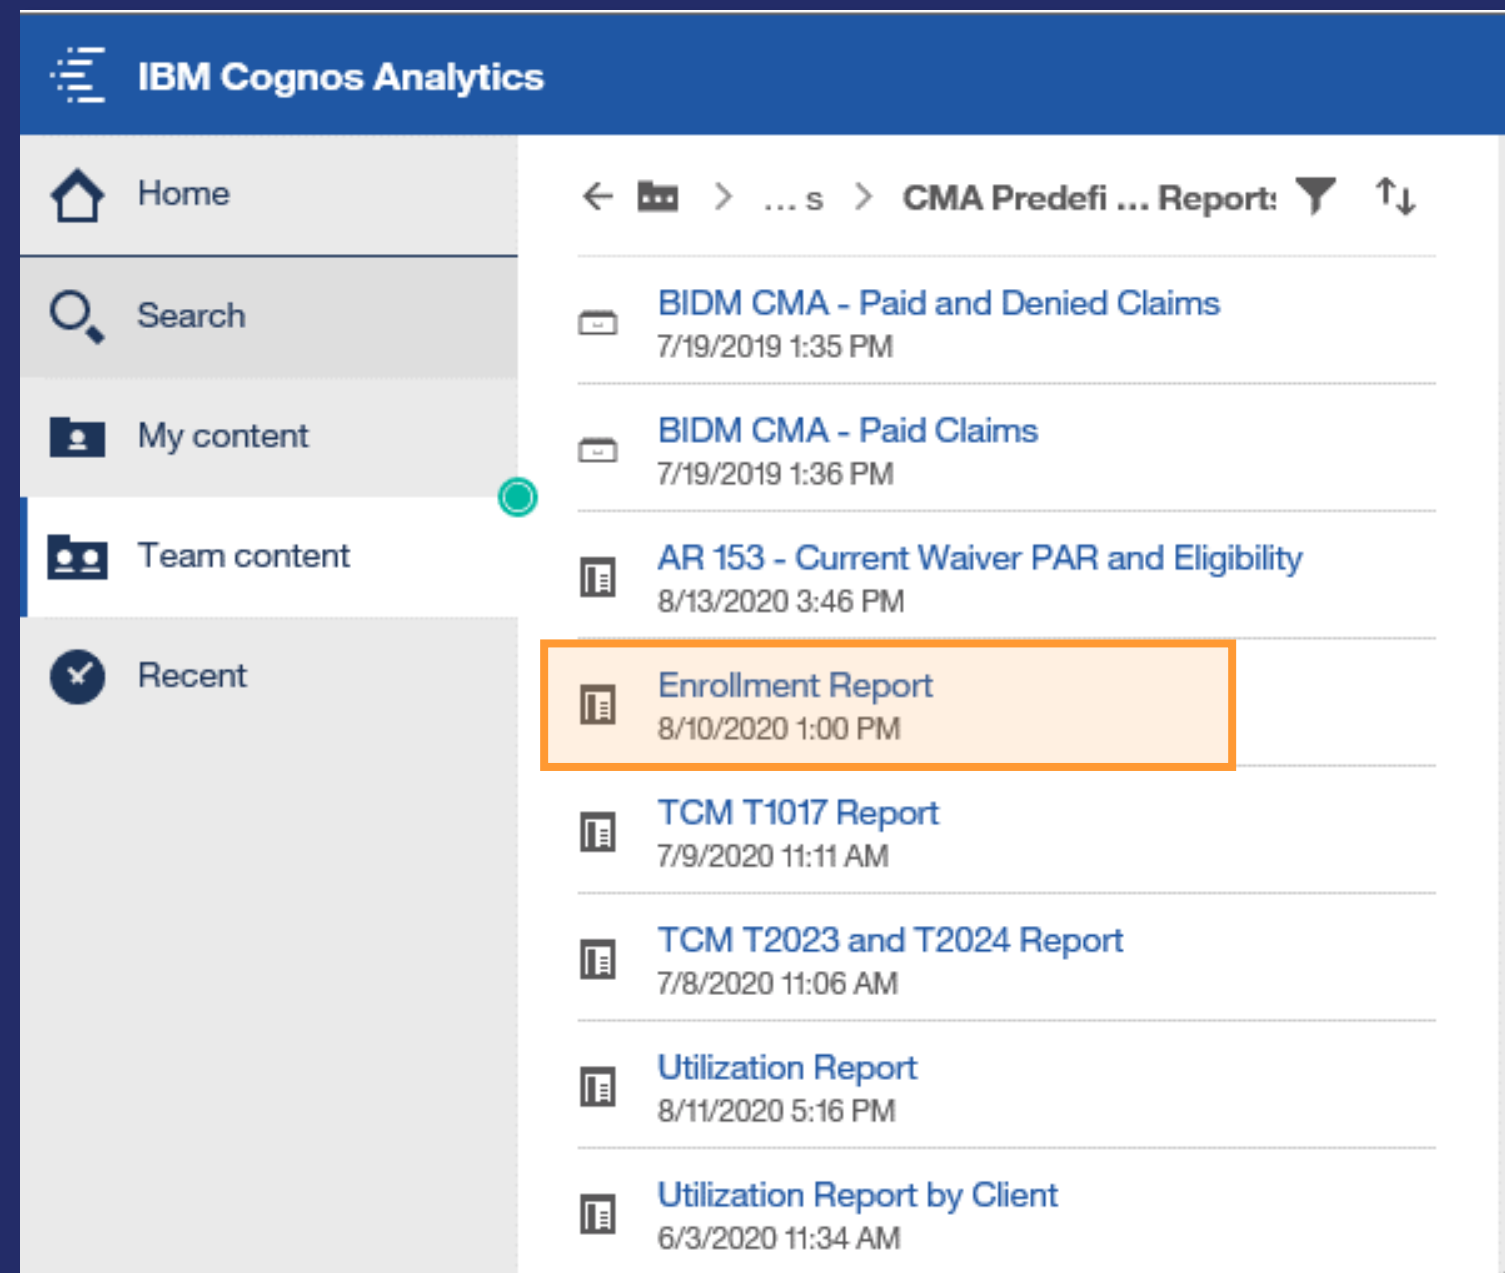 IBM Cognos Analytics
Home
Search
My content
Team content
Recent
... s > CMA Predefi ... Reports
BIDM CMA - Paid and Denied Claims
7/19/2019 1:35 PM
BIDM CMA - Paid Claims
7/19/2019 1:36 PM
AR 153 - Current Waiver PAR and Eligibility
8/13/2020 3:46 PM
Enrollment Report
8/10/2020 1:00 PM
TCM T1017 Report
7/9/2020 11:11 AM
TCM T2023 and T2024 Report
7/8/2020 11:06 AM
Utilization Report
8/11/2020 5:16 PM
Utilization Report by Client
6/3/2020 11:34 AM